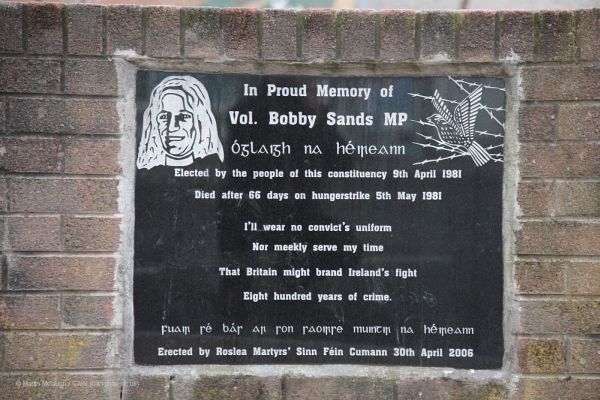 In Proud Memory of
Vol. Bobby Sands MP
Óglaigh na hÉireann
Elected by the people of this constituency 9th April 1981
Died after 66 days on hungerstrike 5th May 1981
I'll wear no convict's uniform
Nor meekly serve my time
That Britain might brand Ireland's fight
Eight hundred years of crime.
Fuair sé bás ar son saoirse muintir na hÉireann
Erected by Roslea Martyrs' Sinn Féin Cumann 30th April 2006
© Martin Melaugh CAIN